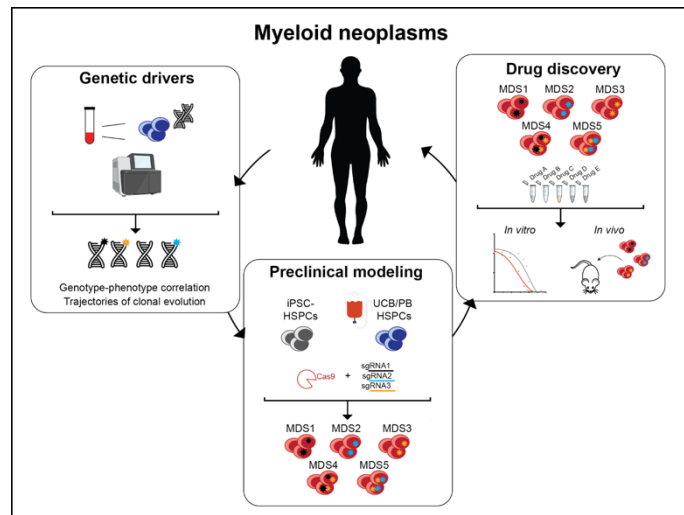 Myeloid neoplasms
Genetic drivers
Genotype-phenotype correlation
Trajectories of clonal evolution
Preclinical modeling
iPSC-
HSPCs
UCB/PB
HSPCs
Cas9
+
sgRNA1
sgRNA2
sgRNA3
MDS1
MDS2
MDS3
MDS4
MDS5
Drug discovery
MDS1
MDS2
MDS3
MDS4
MDS5
Drug A
Drug B
Drug C
Drug D
Drug E
In vitro
In vivo